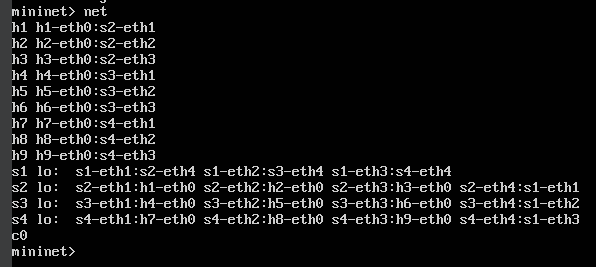 mininet> net
h1 h1-eth0:s2-eth1
h2 h2-eth0:s2-eth2
h3 h3-eth0:s2-eth3
h4 h4-eth0:s3-eth1
h5 h5-eth0:s3-eth2
h6 h6-eth0:s3-eth3
h7 h7-eth0:s4-eth1
h8 h8-eth0:s4-eth2
h9 h9-eth0:s4-eth3
s1 lo:  s1-eth1:s2-eth4 s1-eth2:s3-eth4 s1-eth3:s4-eth4
s2 lo:  s2-eth1:h1-eth0 s2-eth2:h2-eth0 s2-eth3:h3-eth0 s2-eth4:s1-eth1
s3 lo:  s3-eth1:h4-eth0 s3-eth2:h5-eth0 s3-eth3:h6-eth0 s3-eth4:s1-eth2
s4 lo:  s4-eth1:h7-eth0 s4-eth2:h8-eth0 s4-eth3:h9-eth0 s4-eth4:s1-eth3
c0
mininet>